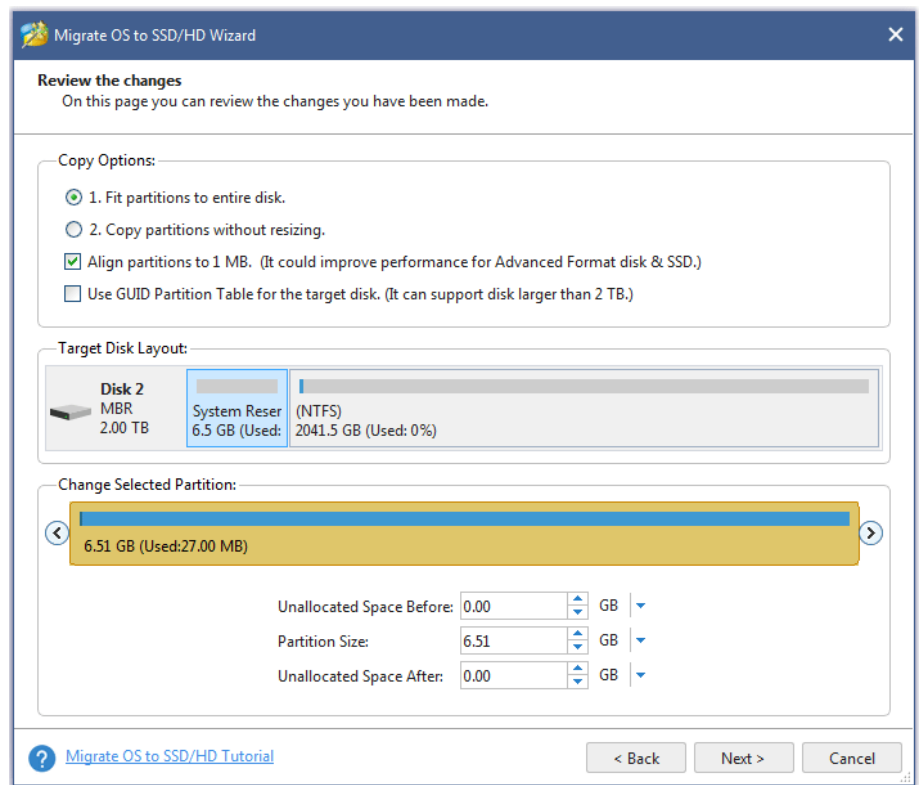 Migrate OS to SSD/HD Wizard
Review the changes
On this page you can review the changes you have been made.
Copy Options:
1. Fit partitions to entire disk.
2. Copy partitions without resizing.
Align partitions to 1 MB. (It could improve performance for Advanced Format disk & SSD.)
Use GUID Partition Table for the target disk. (It can support disk larger than 2 TB.)
Target Disk Layout:
Disk 2
MBR
2.00 TB
System Reser
6.5 GB (Used:
(NTFS)
2041.5 GB (Used: 0%)
Change Selected Partition:
6.51 GB (Used:27.00 MB)
Unallocated Space Before: 0.00 GB
Partition Size: 6.51 GB
Unallocated Space After: 0.00 GB
? Migrate OS to SSD/HD Tutorial
< Back Next > Cancel